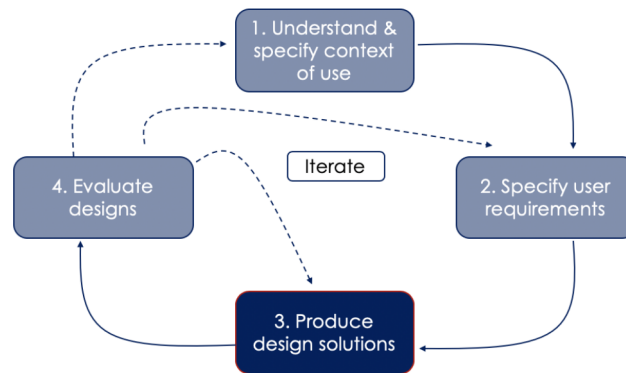 1. Understand &
specify context
of use
Iterate
4. Evaluate
designs
2. Specify user
requirements
3. Produce
design solutions